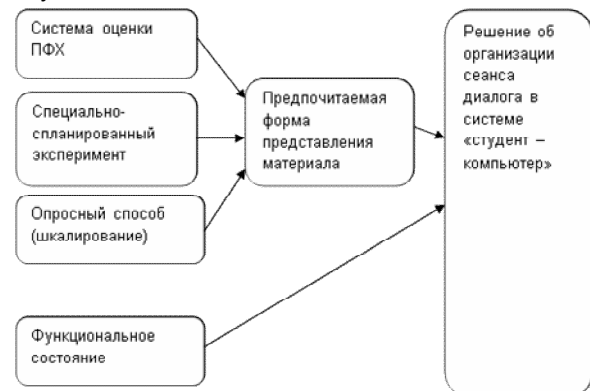 Система оценки
ПФХ
Специально-
спланированный
эксперимент
Опросный способ
(шкалирование)
Функциональное
состояние
Предпочитаемая
форма
представления
материала
Решение об
организации
сеанса
диалога в
системе
«студент –
компьютер»